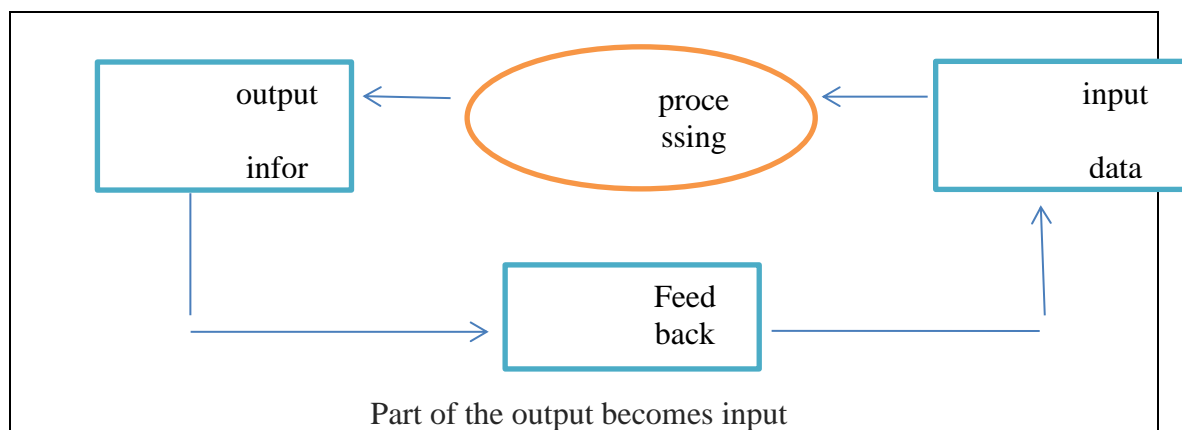 output
infor
proce
ssing
input
data
Feed
back
Part of the output becomes input